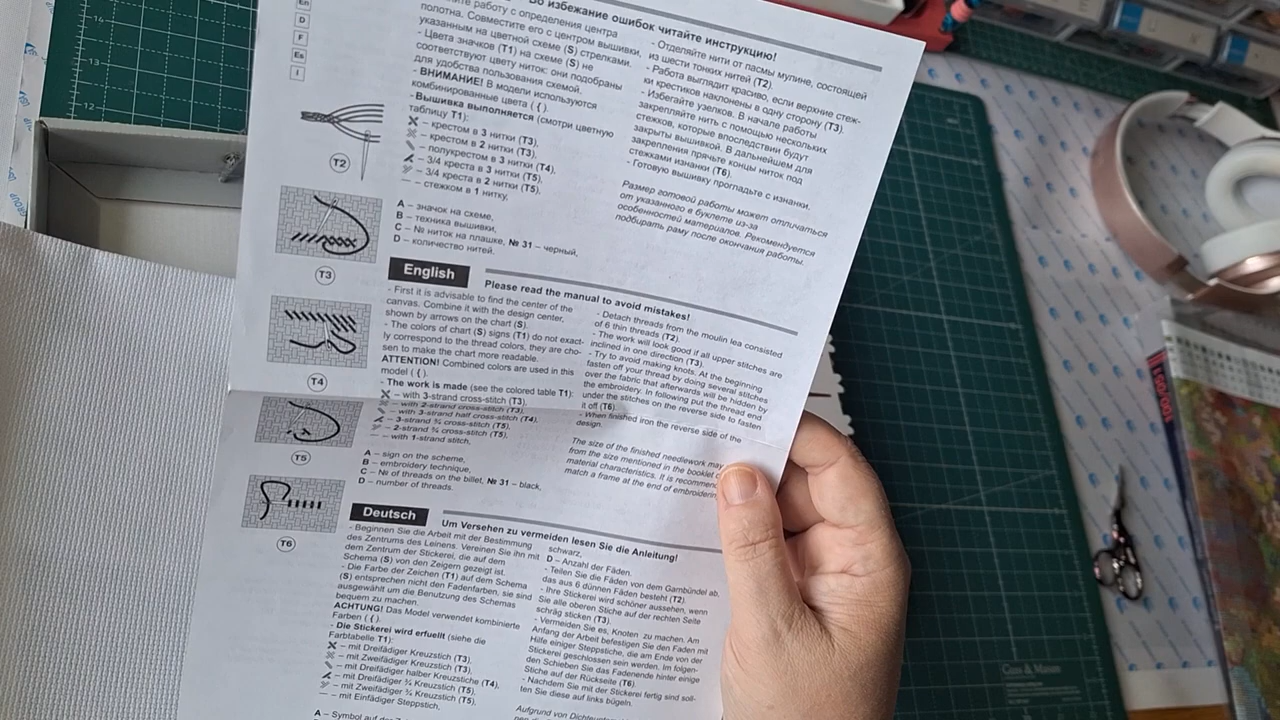 En
D
F
Es
I
14
13
12
Во избежание ошибок читайте инструкцию!
работу с определения центра
полотна. Совместите его с центром вышивки,
указанным на цветной схеме (S) стрелками.
- Цвета значков (T1) на схеме (S) не
соответствуют цвету ниток: они подобраны
для удобства пользования схемой.
- ВНИМАНИЕ! В модели используются
комбинированные цвета ( { ).
- Вышивка выполняется (смотри цветную
таблицу T1):
– крестом в 3 нитки (T3),
– крестом в 2 нитки (T3),
– полукрестом в 3 нитки (T4),
– 3/4 креста в 3 нитки (T5),
– 3/4 креста в 2 нитки (T5),
– стежком в 1 нитку,
A – значок на схеме,
B – техника вышивки,
C – № ниток на плашке, № 31 – черный,
D – количество нитей.
- Отделяйте нити от пасмы мулине, состоящей
из шести тонких нитей (T2).
- Работа выглядит красиво, если верхние стеж-
ки крестиков наклонены в одну сторону (T3).
- Избегайте узелков. В начале работы
закрепляйте нить с помощью нескольких
стежков, которые впоследствии будут
закрыты вышивкой. В дальнейшем для
закрепления прячьте концы ниток под
стежками изнанки (T6).
- Готовую вышивку прогладьте с изнанки.
Размер готовой работы может отличаться
от указанного в буклете из-за
особенностей материалов. Рекомендуется
подбирать раму после окончания работы.
T2
T3
T4
T5
T6
English
Please read the manual to avoid mistakes!
- First it is advisable to find the center of the
canvas. Combine it with the design center,
shown by arrows on the chart (S).
- The colors of chart (S) signs (T1) do not exact-
ly correspond to the thread colors, they are cho-
sen to make the chart more readable.
ATTENTION! Combined colors are used in this
model ( { ).
- The work is made (see the colored table T1):
– with 3-strand cross-stitch (T3),
– with 2-strand cross-stitch (T3),
– with 3-strand half cross-stitch (T4),
– 3-strand ¾ cross-stitch (T5),
– 2-strand ¾ cross-stitch (T5),
– with 1-strand stitch,
A – sign on the scheme,
B – embroidery technique,
C – № of threads on the billet, № 31 – black,
D – number of threads.
- Detach threads from the moulin lea consisted
of 6 thin threads (T2).
- The work will look good if all upper stitches are
inclined in one direction (T3).
- Try to avoid making knots. At the beginning
fasten off your thread by doing several stitches
over the fabric that afterwards will be hidden by
the embroidery. In following put the thread end
under the stitches on the reverse side to fasten
it off (T6).
- When finished iron the reverse side of the
design.
The size of the finished needlework may
from the size mentioned in the booklet
material characteristics. It is
match a frame at the end of
Deutsch
Um Versehen zu vermeiden lesen Sie die Anleitung!
- Beginnen Sie die Arbeit mit der Bestimmung
des Zentrums des Leinens. Vereinen Sie ihn mit
dem Zentrum der Stickerei, die auf dem
Schema (S) von den Zeigern gezeigt ist.
- Die Farbe der Zeichen (T1) auf dem Schema
(S) entsprechen nicht den Fadenfarben, sie sind
ausgewählt um die Benutzung des Schemas
bequem zu machen.
ACHTUNG! Das Model verwendet kombinierte
Farben ( { ).
- Die Stickerei wird erfuellt (siehe die
Farbtabelle T1):
– mit Dreifädiger Kreuzstich (T3),
– mit Zweifädiger Kreuzstich (T3),
– mit Dreifädiger halber Kreuzstiche (T4),
– mit Dreifädiger ¾ Kreuzstich (T5),
– mit Zweifädiger ¾ Kreuzstich (T5),
– mit Einfädiger Steppstich,
A – Symbol auf
schwarz,
D – Anzahl der Fäden.
- Teilen Sie die Fäden von dem Gambündel ab,
das aus 6 dünnen Fäden besteht (T2).
- Ihre Stickerei wird schöner aussehen, wenn
Sie alle oberen Stiche auf der rechten Seite
schräg sticken (T3).
- Vermeiden Sie es, Knoten zu machen. Am
Anfang der Arbeit befestigen Sie den Faden mit
Hilfe einiger Steppstiche, die am Ende von der
Stickerei geschlossen sein werden. Im folgen-
den Schieben Sie das Fadenende hinter einige
Stiche auf der Rückseite (T6).
- Nachdem Sie mit der Stickerei fertig sind soll-
ten Sie diese auf links bügeln.
Aufgrund von
100/051